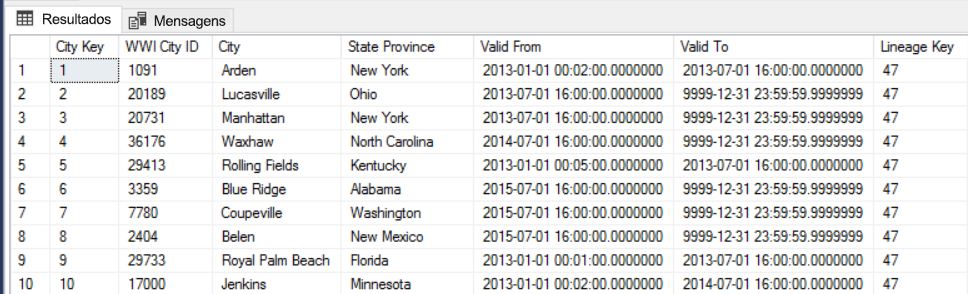 Resultados Mensagens
City Key WWI City ID City State Province Valid From Valid To Lineage Key
1 1 1091 Arden New York 2013-01-01 00:02:00.0000000 2013-07-01 16:00:00.0000000 47
2 2 20189 Lucasville Ohio 2013-07-01 16:00:00.0000000 9999-12-31 23:59:59.9999999 47
3 3 20731 Manhattan New York 2013-07-01 16:00:00.0000000 9999-12-31 23:59:59.9999999 47
4 4 36176 Waxhaw North Carolina 2014-07-01 16:00:00.0000000 9999-12-31 23:59:59.9999999 47
5 5 29413 Rolling Fields Kentucky 2013-01-01 00:05:00.0000000 2013-07-01 16:00:00.0000000 47
6 6 3359 Blue Ridge Alabama 2015-07-01 16:00:00.0000000 9999-12-31 23:59:59.9999999 47
7 7 7780 Coupeville Washington 2015-07-01 16:00:00.0000000 9999-12-31 23:59:59.9999999 47
8 8 2404 Belen New Mexico 2015-07-01 16:00:00.0000000 9999-12-31 23:59:59.9999999 47
9 9 29733 Royal Palm Beach Florida 2013-01-01 00:01:00.0000000 2013-07-01 16:00:00.0000000 47
10 10 17000 Jenkins Minnesota 2013-01-01 00:02:00.0000000 2014-07-01 16:00:00.0000000 47